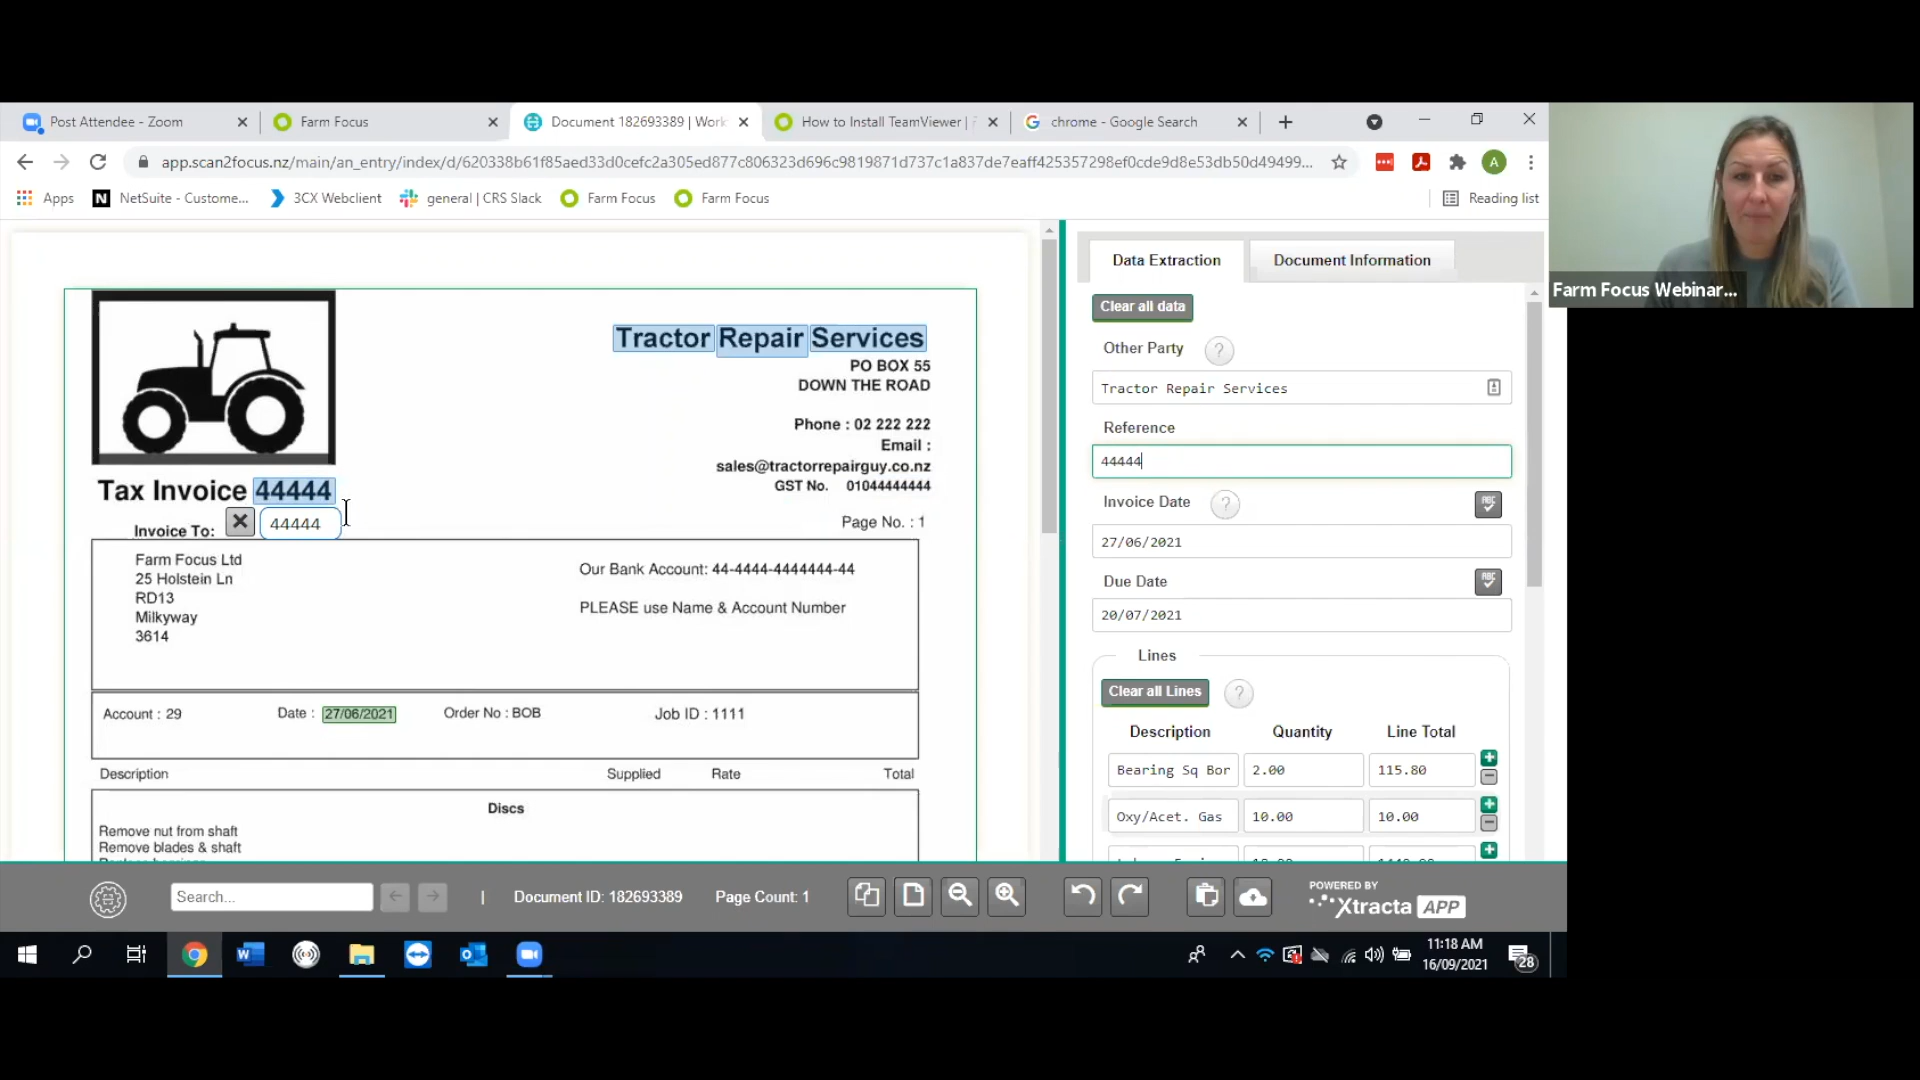 Post Attendee - Zoom
Farm Focus
Document 182693389 | Work
How to Install TeamViewer |
chrome - Google Search
app.scan2focus.nz/main/an_entry/index/d/620338b61f85aed33d0cefc2a305ed877c806323d696c9819871d737c1a837de7eaff425357298ef0cde9d8e53db50d49499...
A
Apps
NetSuite - Custome...
3CX Webclient
general | CRS Slack
Farm Focus
Farm Focus
Reading list
Farm Focus Webinar...
Tractor Repair Services
PO BOX 55
DOWN THE ROAD
Phone : 02 222 222
Email :
sales@tractorrepairguy.co.nz
GST No. 01044444444
Tax Invoice 44444
44444
Page No. : 1
Invoice To:
Farm Focus Ltd
25 Holstein Ln
RD13
Milkyway
3614
Our Bank Account: 44-4444-4444444-44
PLEASE use Name & Account Number
Account : 29
Date : 27/06/2021
Order No : BOB
Job ID : 1111
Description Supplied Rate Total
Discs
Remove nut from shaft
Remove blades & shaft
Data Extraction
Document Information
Clear all data
Other Party ?
Tractor Repair Services
Reference
44444
Invoice Date ?
ABC
27/06/2021
Due Date
ABC
20/07/2021
Lines
Clear all Lines ?
Description Quantity Line Total
Bearing Sq Bor 2.00 115.80
Oxy/Acet. Gas 10.00 10.00
Search...
Document ID: 182693389
Page Count: 1
POWERED BY
Xtracta APP
11:18 AM
16/09/2021
28